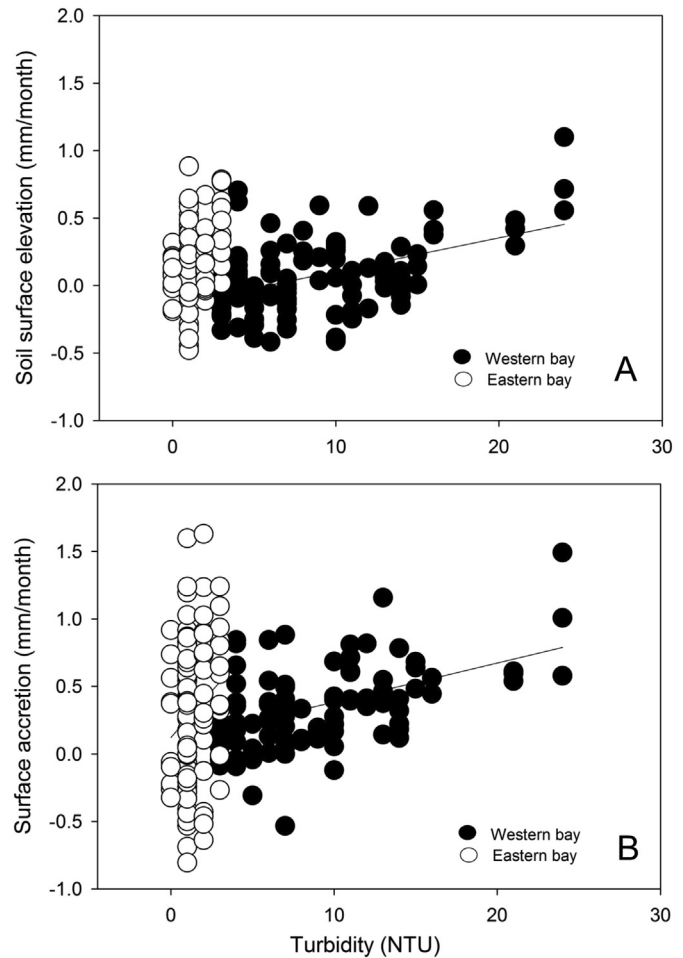 2.0
1.5
1.0
0.5
0.0
-0.5
-1.0
Soil surface elevation (mm/month)
Western bay
Eastern bay
A
0
10
20
30
2.0
1.5
1.0
0.5
0.0
-0.5
-1.0
Surface accretion (mm/month)
Western bay
Eastern bay
B
0
10
20
30
Turbidity (NTU)